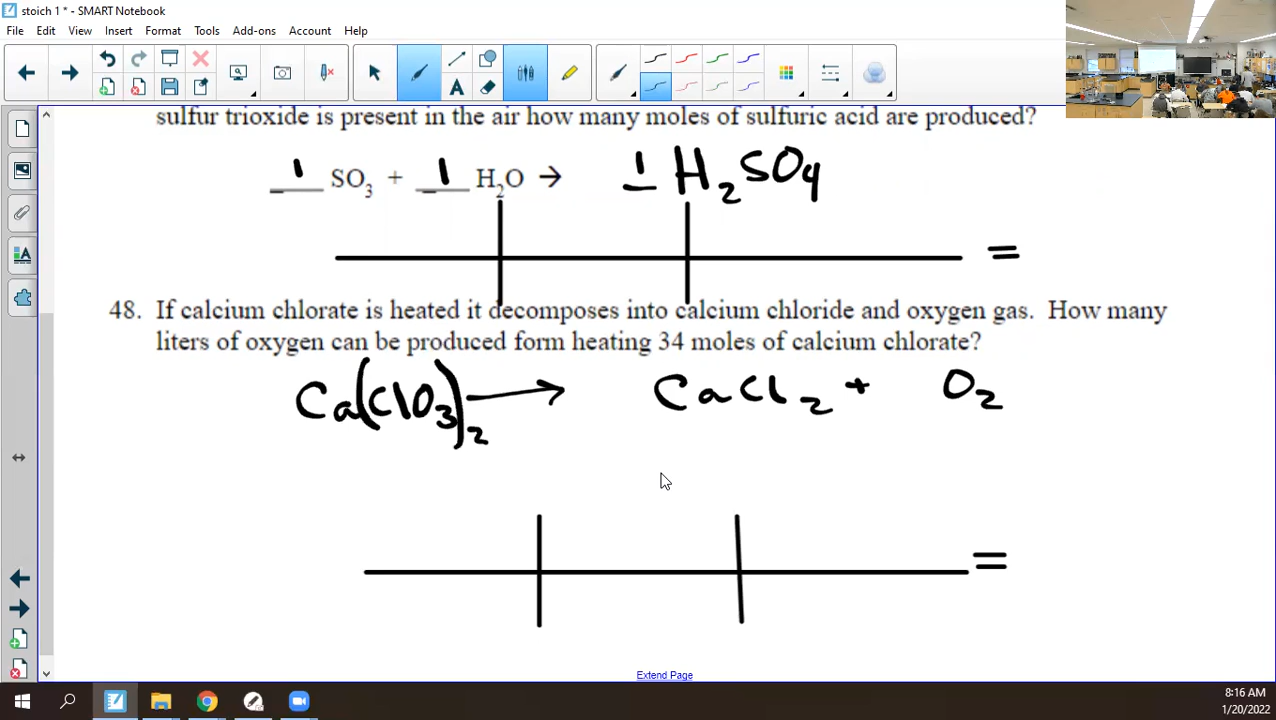 stoich 1 * - SMART Notebook
File Edit View Insert Format Tools Add-ons Account Help
sulfur trioxide is present in the air how many moles of sulfuric acid are produced?
1 SO₃ + 1 H₂O → 1 H₂SO₄
=
48. If calcium chlorate is heated it decomposes into calcium chloride and oxygen gas. How many
liters of oxygen can be produced form heating 34 moles of calcium chlorate?
Ca(ClO₃)₂ → CaCl₂ + O₂
=
Extend Page
8:16 AM
1/20/2022